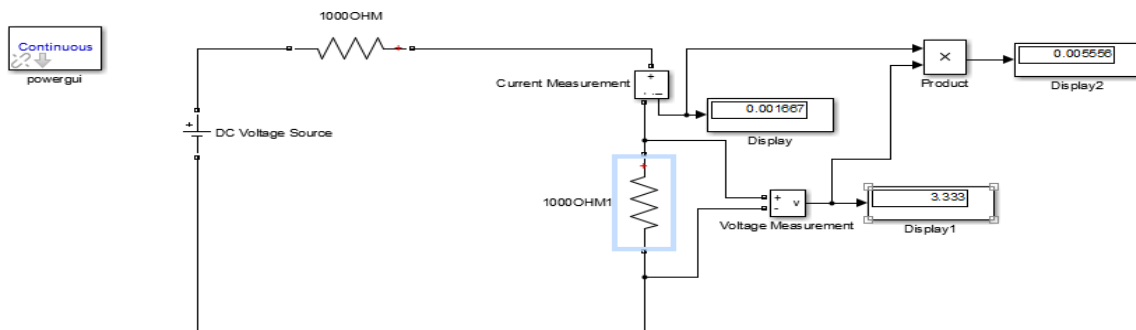 1000OHM
Continuous
powergui
DC Voltage Source
+
Current Measurement
+
i
-
0.001667
Display
×
Product
0.005556
Display2
1000OHM1
+
-
v
Voltage Measurement
3.333
Display1